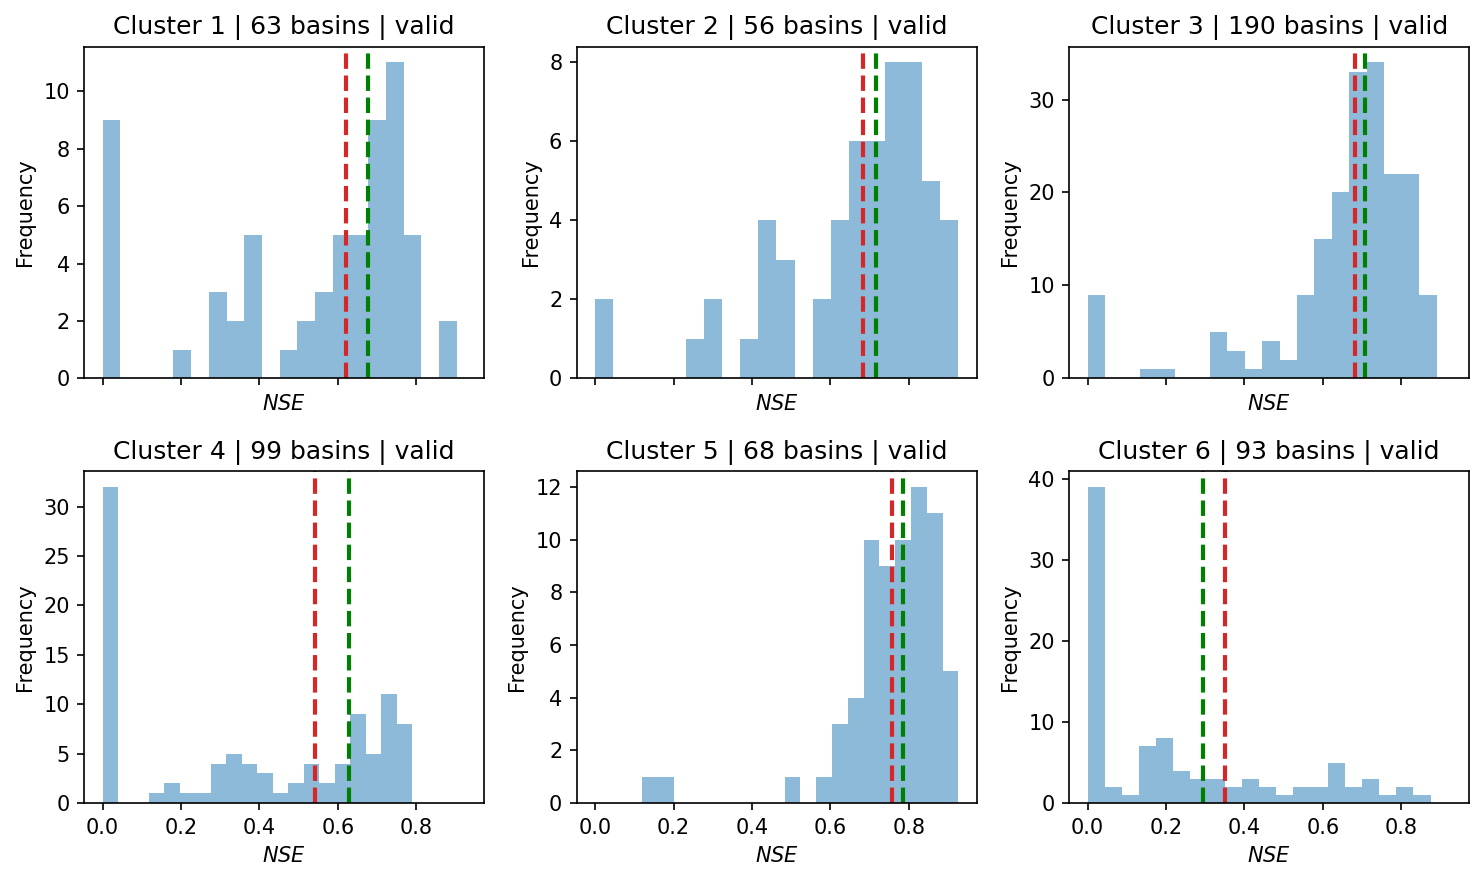 Cluster 1 | 63 basins | valid
10
8
6
4
2
0
Frequency
NSE
Cluster 2 | 56 basins | valid
8
6
4
2
0
Frequency
NSE
Cluster 3 | 190 basins | valid
30
20
10
0
Frequency
NSE
Cluster 4 | 99 basins | valid
30
25
20
15
10
5
0
Frequency
0.0 0.2 0.4 0.6 0.8
NSE
Cluster 5 | 68 basins | valid
12
10
8
6
4
2
0
Frequency
0.0 0.2 0.4 0.6 0.8
NSE
Cluster 6 | 93 basins | valid
40
30
20
10
0
Frequency
0.0 0.2 0.4 0.6 0.8
NSE